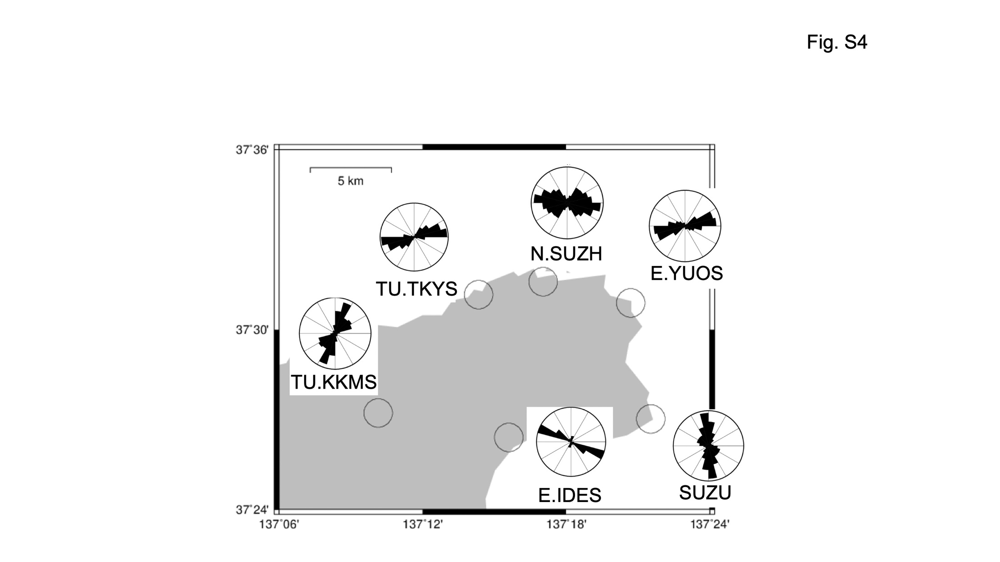 Fig. S4
37°36'
5 km
N.SUZH
E.YUOS
TU.TKYS
37°30'
TU.KKMS
E.IDES
SUZU
37°24'
137°06'
137°12'
137°18'
137°24'